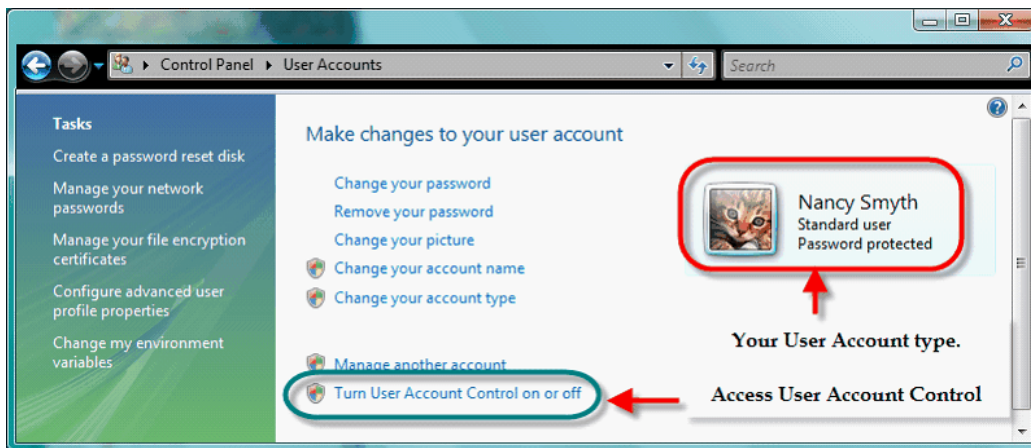 Control Panel User Accounts
Search
Tasks
Create a password reset disk
Manage your network
passwords
Manage your file encryption
certificates
Configure advanced user
profile properties
Change my environment
variables
Make changes to your user account
Change your password
Remove your password
Change your picture
Change your account name
Change your account type
Manage another account
Turn User Account Control on or off
Nancy Smyth
Standard user
Password protected
Your User Account type.
Access User Account Control